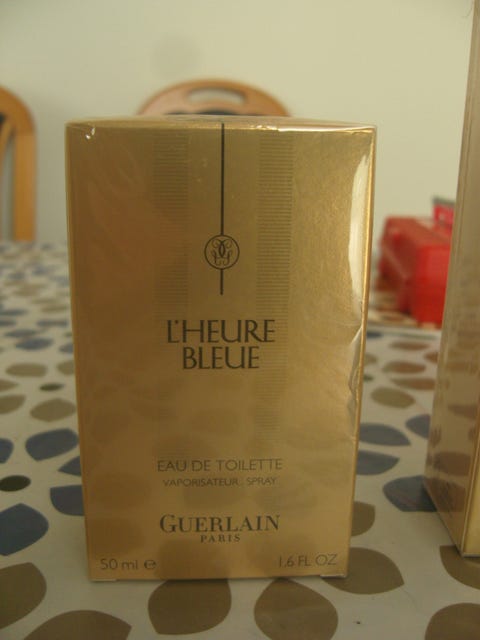 L'HEURE
BLEUE
EAU DE TOILETTE
VAPORISATEUR . SPRAY
GUERLAIN
PARIS
50 ml ℮ 1.6 FL OZ